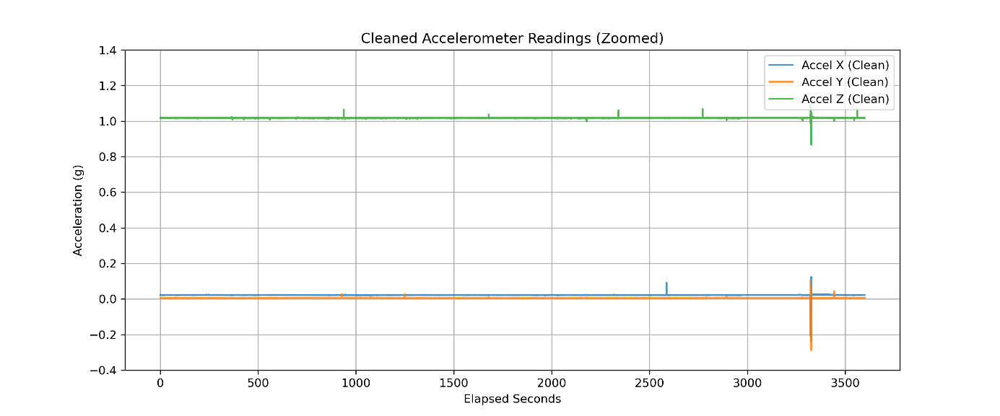 Cleaned Accelerometer Readings (Zoomed)
1.4
1.2
1.0
0.8
0.6
0.4
0.2
0.0
−0.2
−0.4
Acceleration (g)
Accel X (Clean)
Accel Y (Clean)
Accel Z (Clean)
0 500 1000 1500 2000 2500 3000 3500
Elapsed Seconds